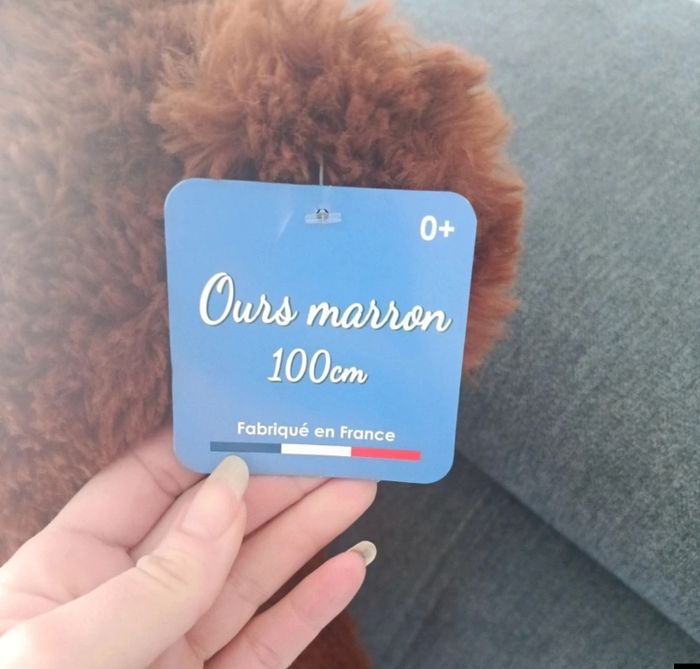 0+
Ours marron
100cm
Fabriqué en France